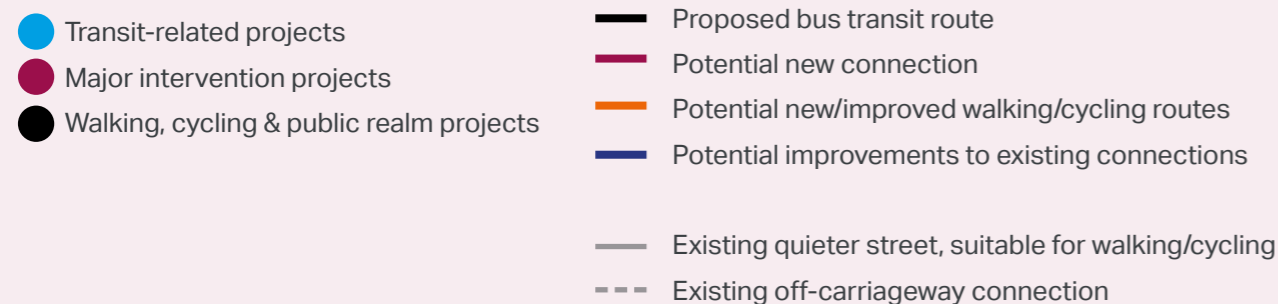 Transit-related projects
Major intervention projects
Walking, cycling & public realm projects
Proposed bus transit route
Potential new connection
Potential new/improved walking/cycling routes
Potential improvements to existing connections
Existing quieter street, suitable for walking/cycling
Existing off-carriageway connection